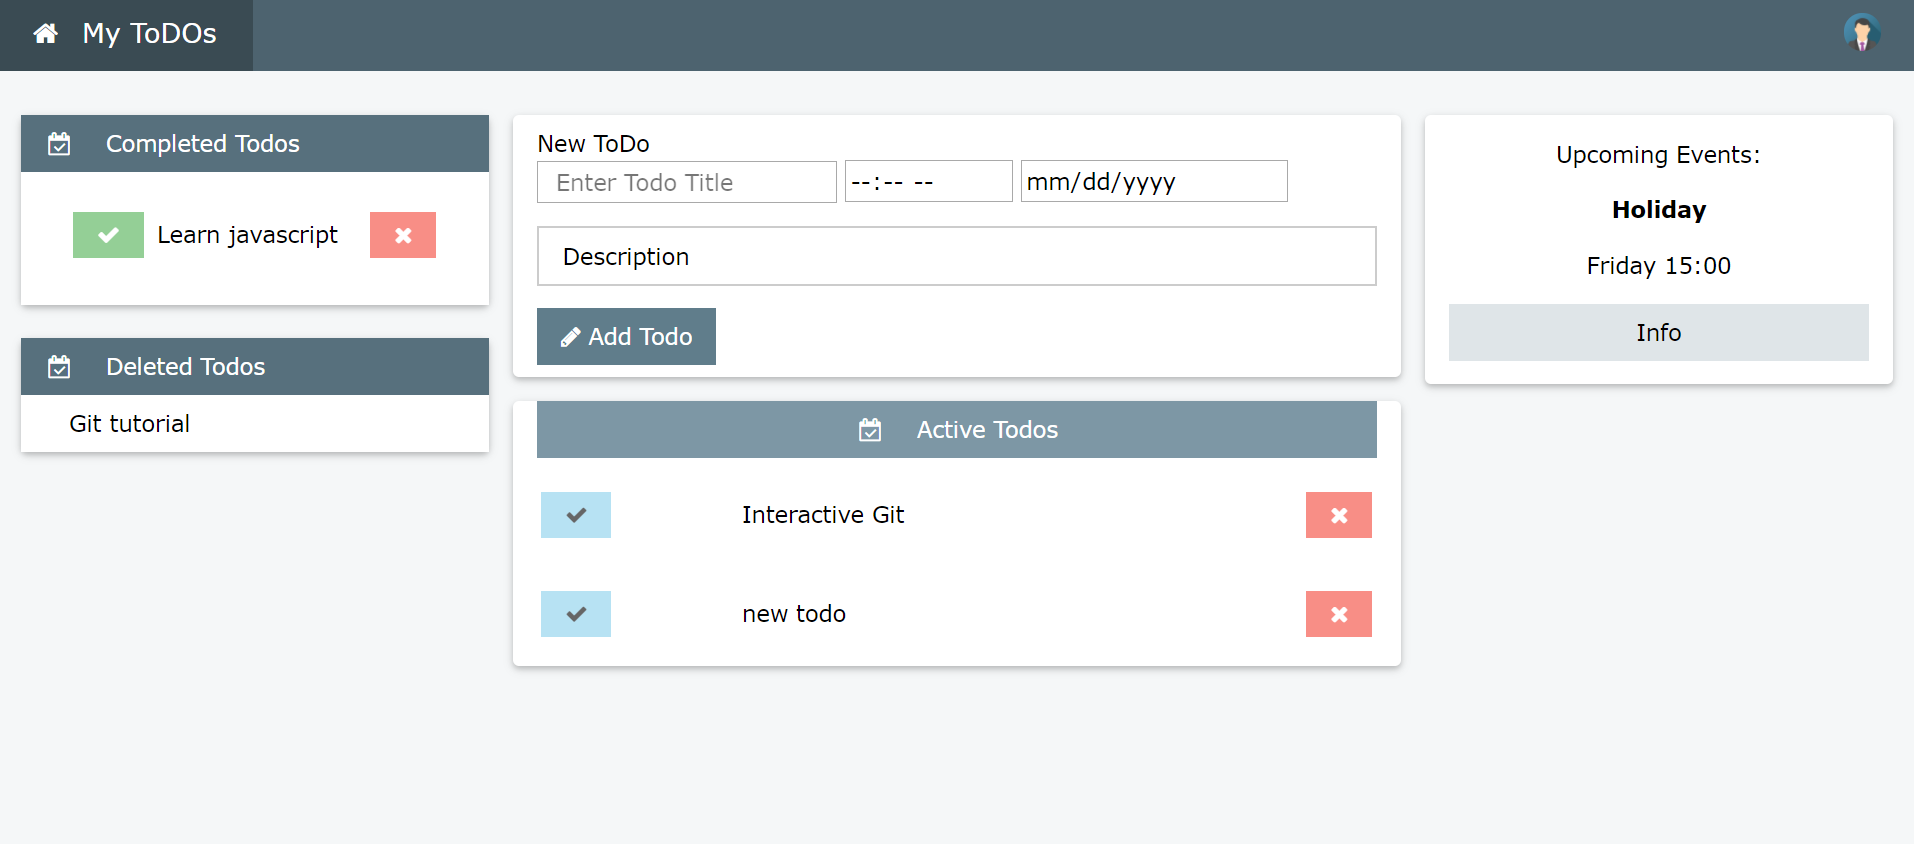 My ToDOs
Completed Todos
Learn javascript
Deleted Todos
Git tutorial
New ToDo
Enter Todo Title
--:-- --
mm/dd/yyyy
Description
Add Todo
Active Todos
Interactive Git
new todo
Upcoming Events:
Holiday
Friday 15:00
Info